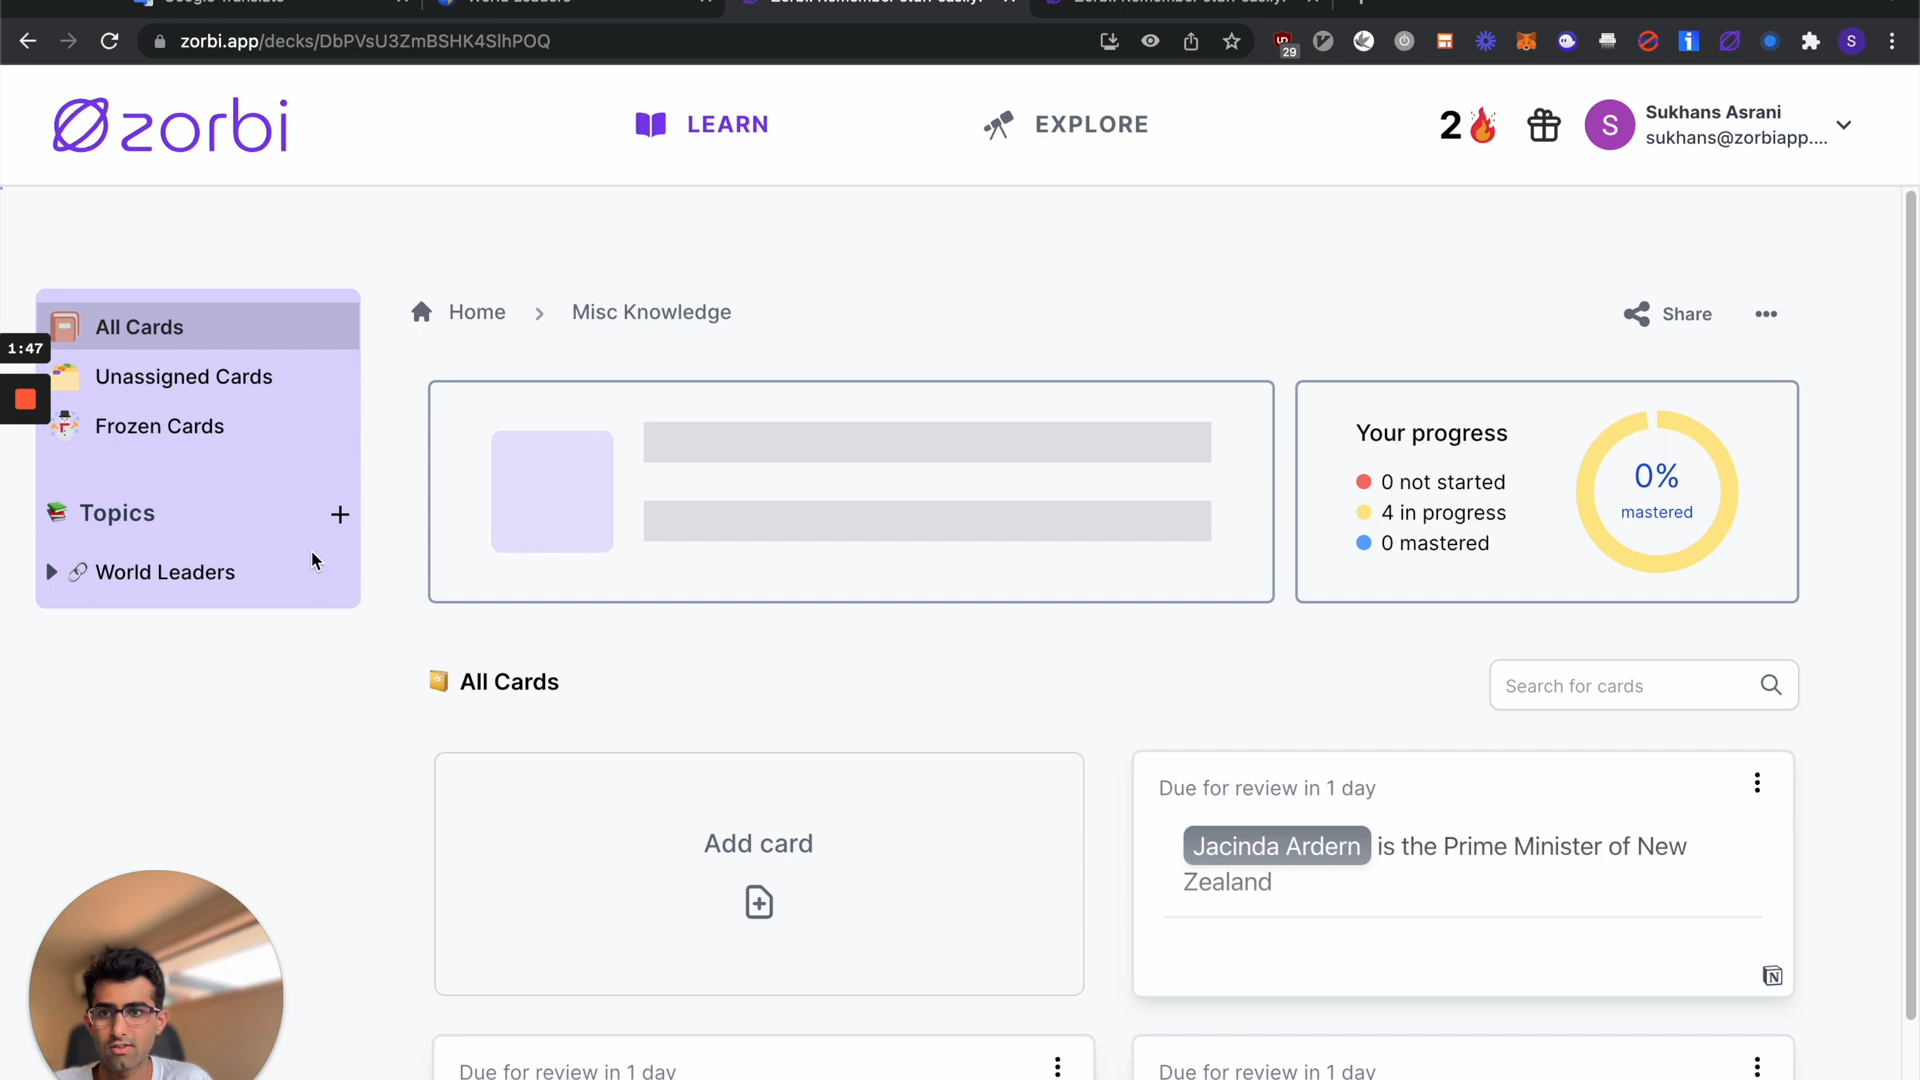 zorbi.app/decks/DbPVsU3ZmBSHK4SlhPOQ
29
S
zorbi
LEARN
EXPLORE
2
S
Sukhans Asrani
sukhans@zorbiapp....
All Cards
1:47
Unassigned Cards
Frozen Cards
Topics
World Leaders
Home
Misc Knowledge
Share
Your progress
0 not started
4 in progress
0 mastered
0%
mastered
All Cards
Search for cards
Add card
Due for review in 1 day
Jacinda Ardern is the Prime Minister of New
Zealand
Due for review in 1 day
Due for review in 1 day